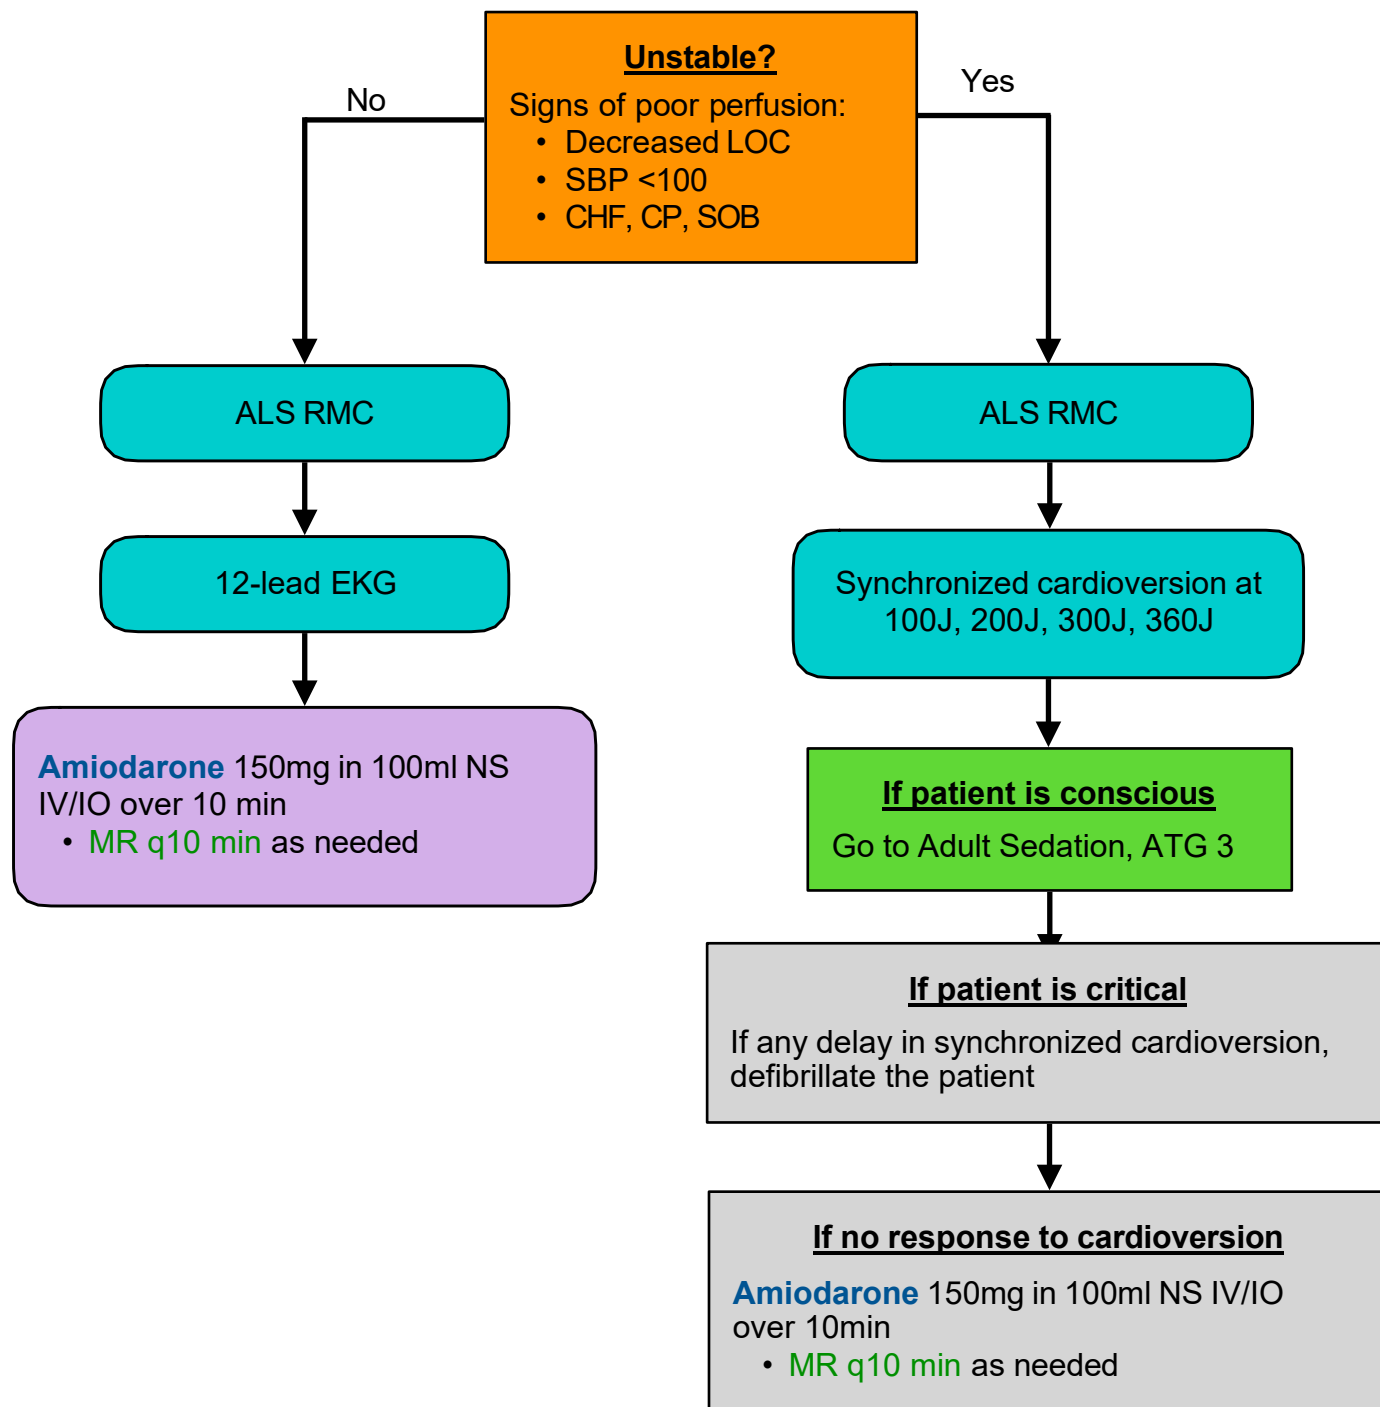 Unstable?
Signs of poor perfusion:
• Decreased LOC
• SBP <100
• CHF, CP, SOB
No
Yes
ALS RMC
12-lead EKG
Amiodarone 150mg in 100ml NS
IV/IO over 10 min
• MR q10 min as needed
ALS RMC
Synchronized cardioversion at
100J, 200J, 300J, 360J
If patient is conscious
Go to Adult Sedation, ATG 3
If patient is critical
If any delay in synchronized cardioversion,
defibrillate the patient
If no response to cardioversion
Amiodarone 150mg in 100ml NS IV/IO
over 10min
• MR q10 min as needed